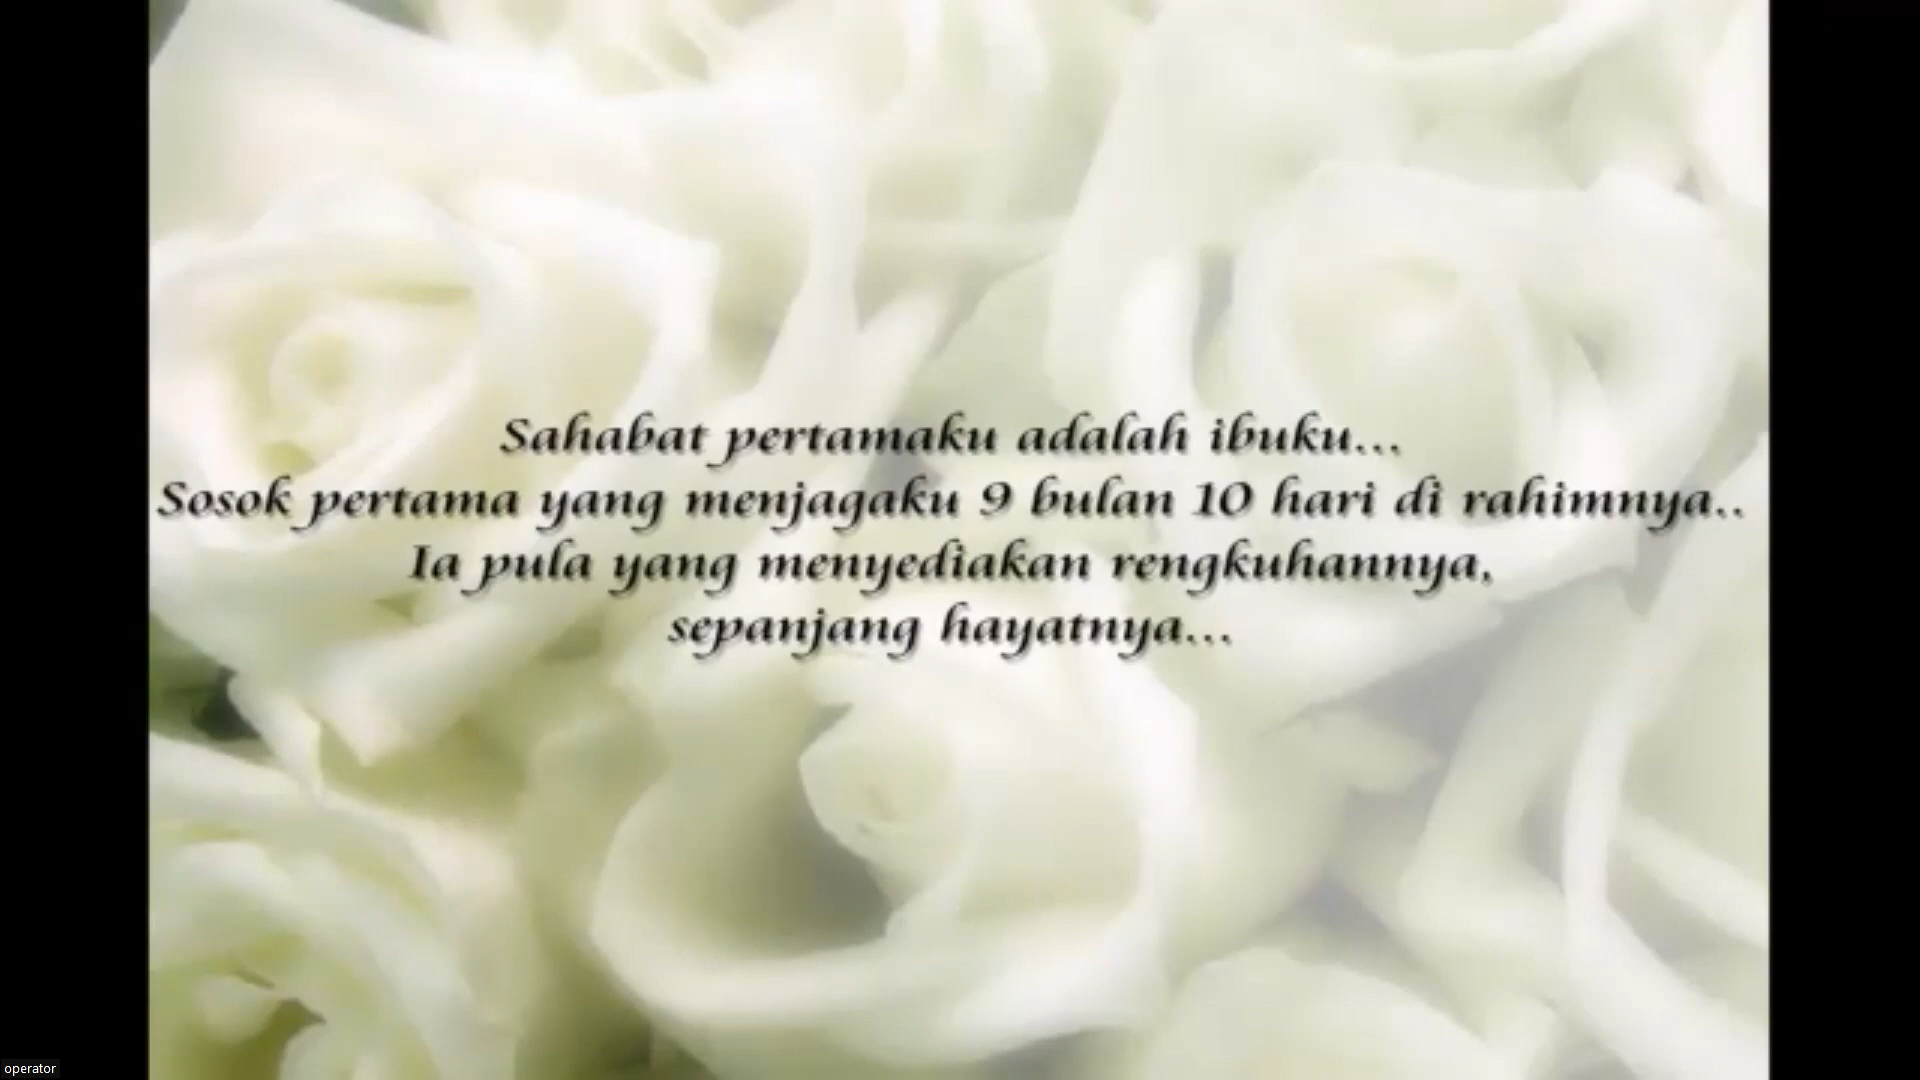 Sahabat pertamaku adalah ibuku...
Sosok pertama yang menjagaku 9 bulan 10 hari di rahimnya..
Ia pula yang menyediakan rengkuhannya,
sepanjang hayatnya...
operator